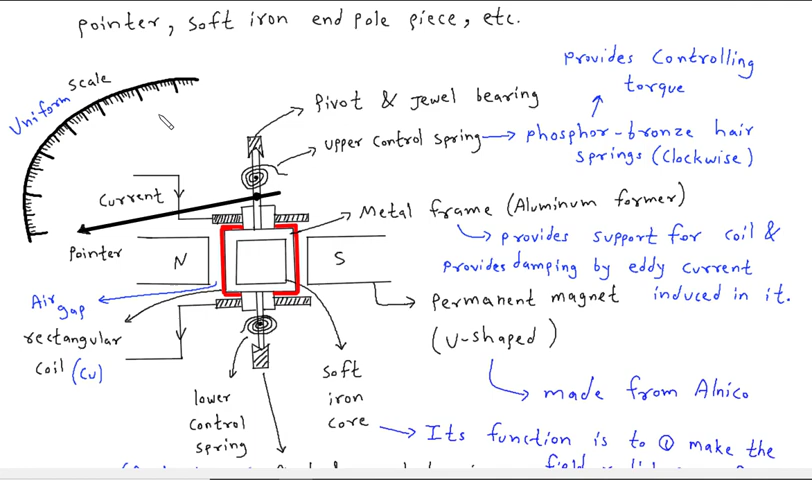 pointer, soft iron end pole piece, etc.
provides controlling
torque
scale
Uniform
Pivot & Jewel bearing
upper control spring
phosphor-bronze hair
springs (clockwise)
Current
Metal frame (Aluminum former)
provides support for coil &
provides damping by eddy current
induced in it.
Pointer
N
S
Air
gap
permanent magnet
(U-shaped)
rectangular
coil (Cu)
made from Alnico
lower
control
spring
soft
iron
core
Its function is to ① make the